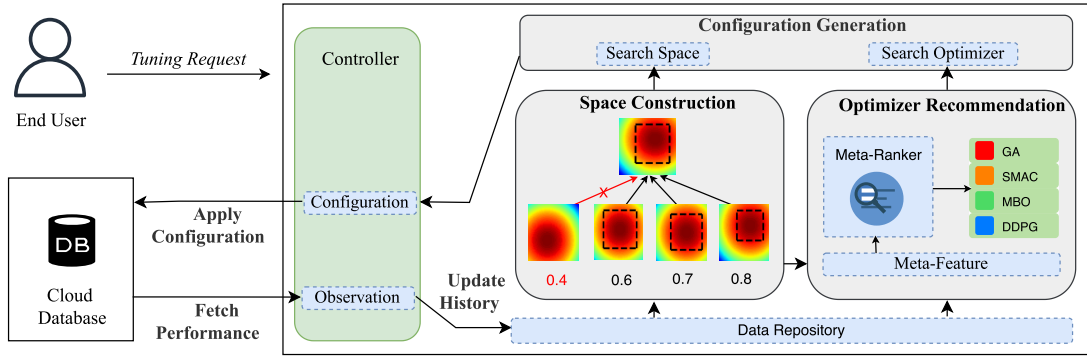 End User
Tuning Request
Controller
Configuration Generation
Search Space
Search Optimizer
Space Construction
0.4
0.6
0.7
0.8
Optimizer Recommendation
Meta-Ranker
GA
SMAC
MBO
DDPG
Meta-Feature
Configuration
Apply
Configuration
DB
Cloud
Database
Observation
Fetch
Performance
Update
History
Data Repository